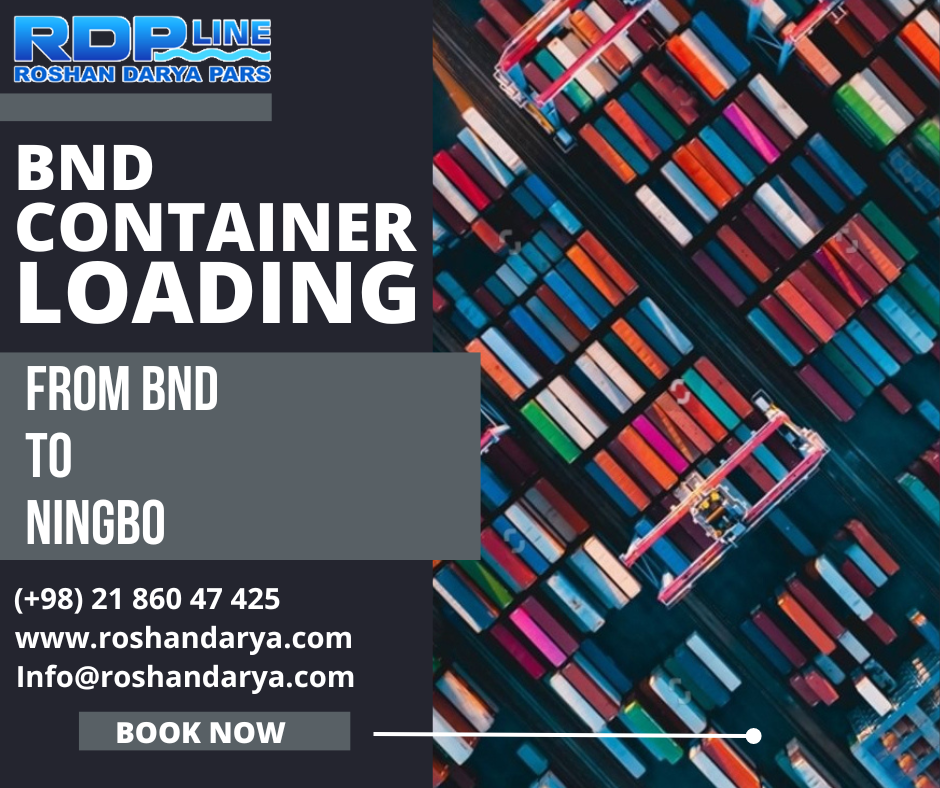 RDP LINE
ROSHAN DARYA PARS
BND
CONTAINER
LOADING
FROM BND
TO
NINGBO
(+98) 21 860 47 425
www.roshandarya.com
Info@roshandarya.com
BOOK NOW